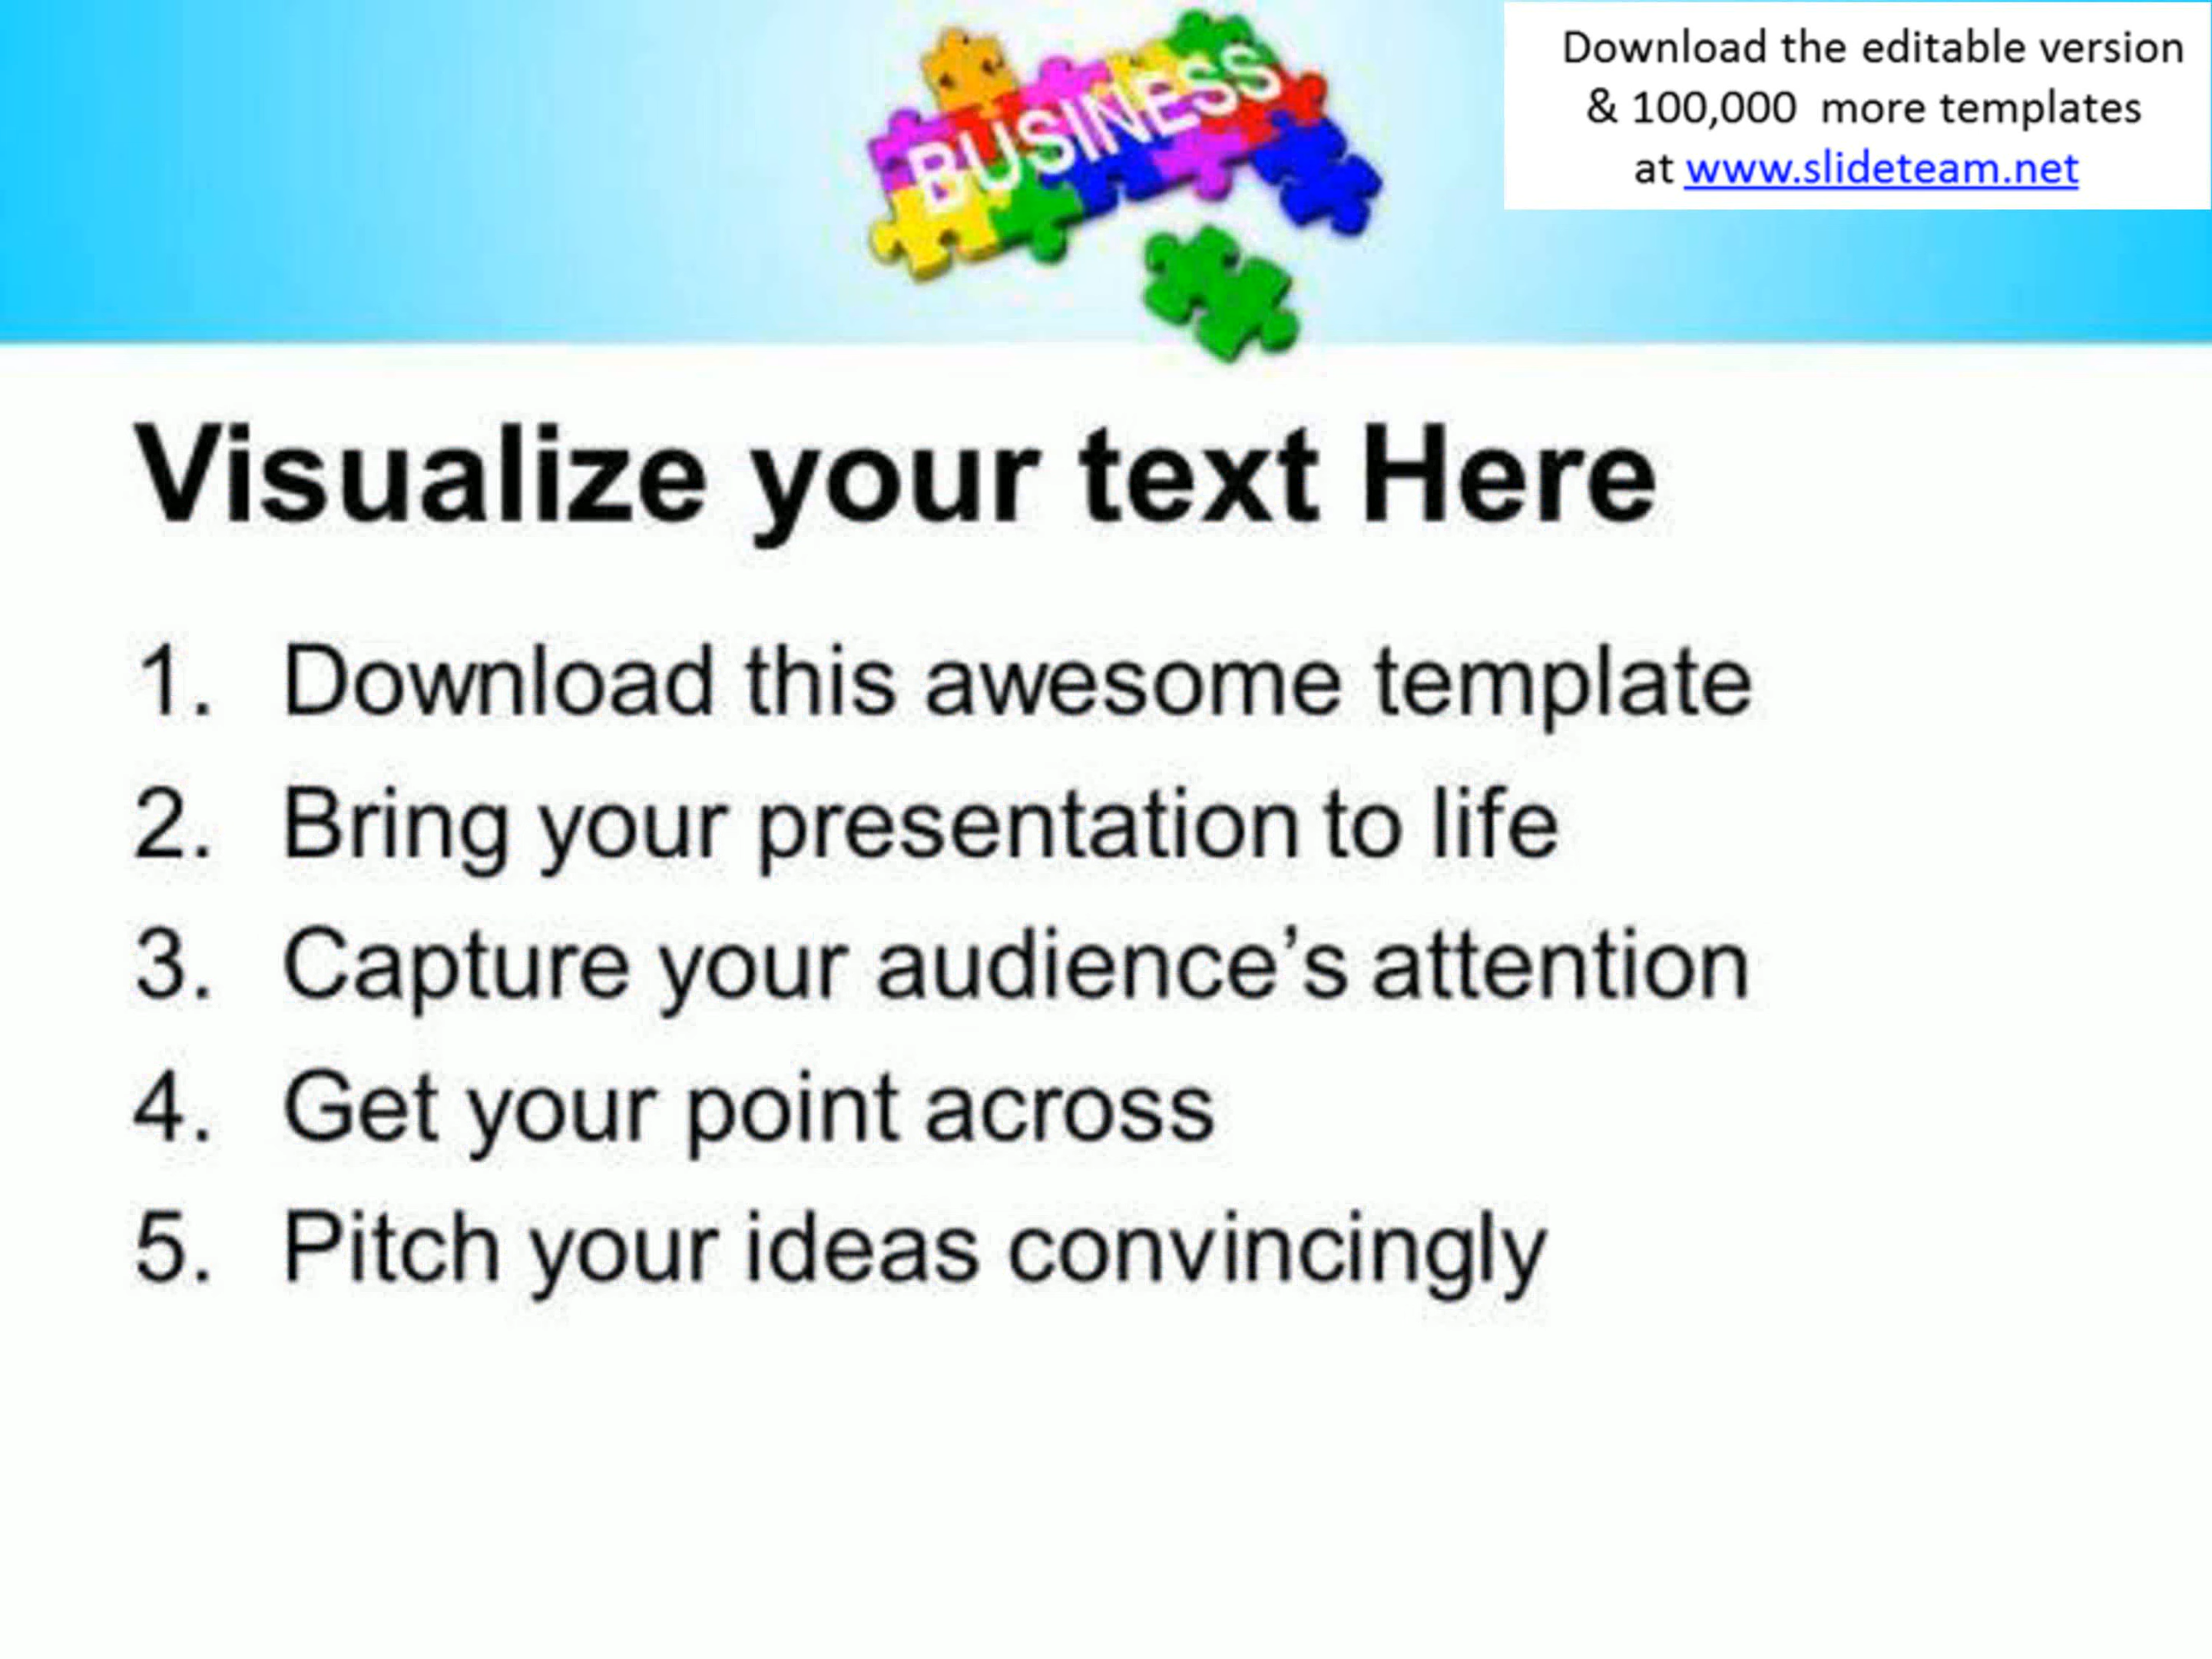 BUSINESS
Download the editable version
& 100,000 more templates
at www.slideteam.net
Visualize your text Here
1. Download this awesome template
2. Bring your presentation to life
3. Capture your audience’s attention
4. Get your point across
5. Pitch your ideas convincingly